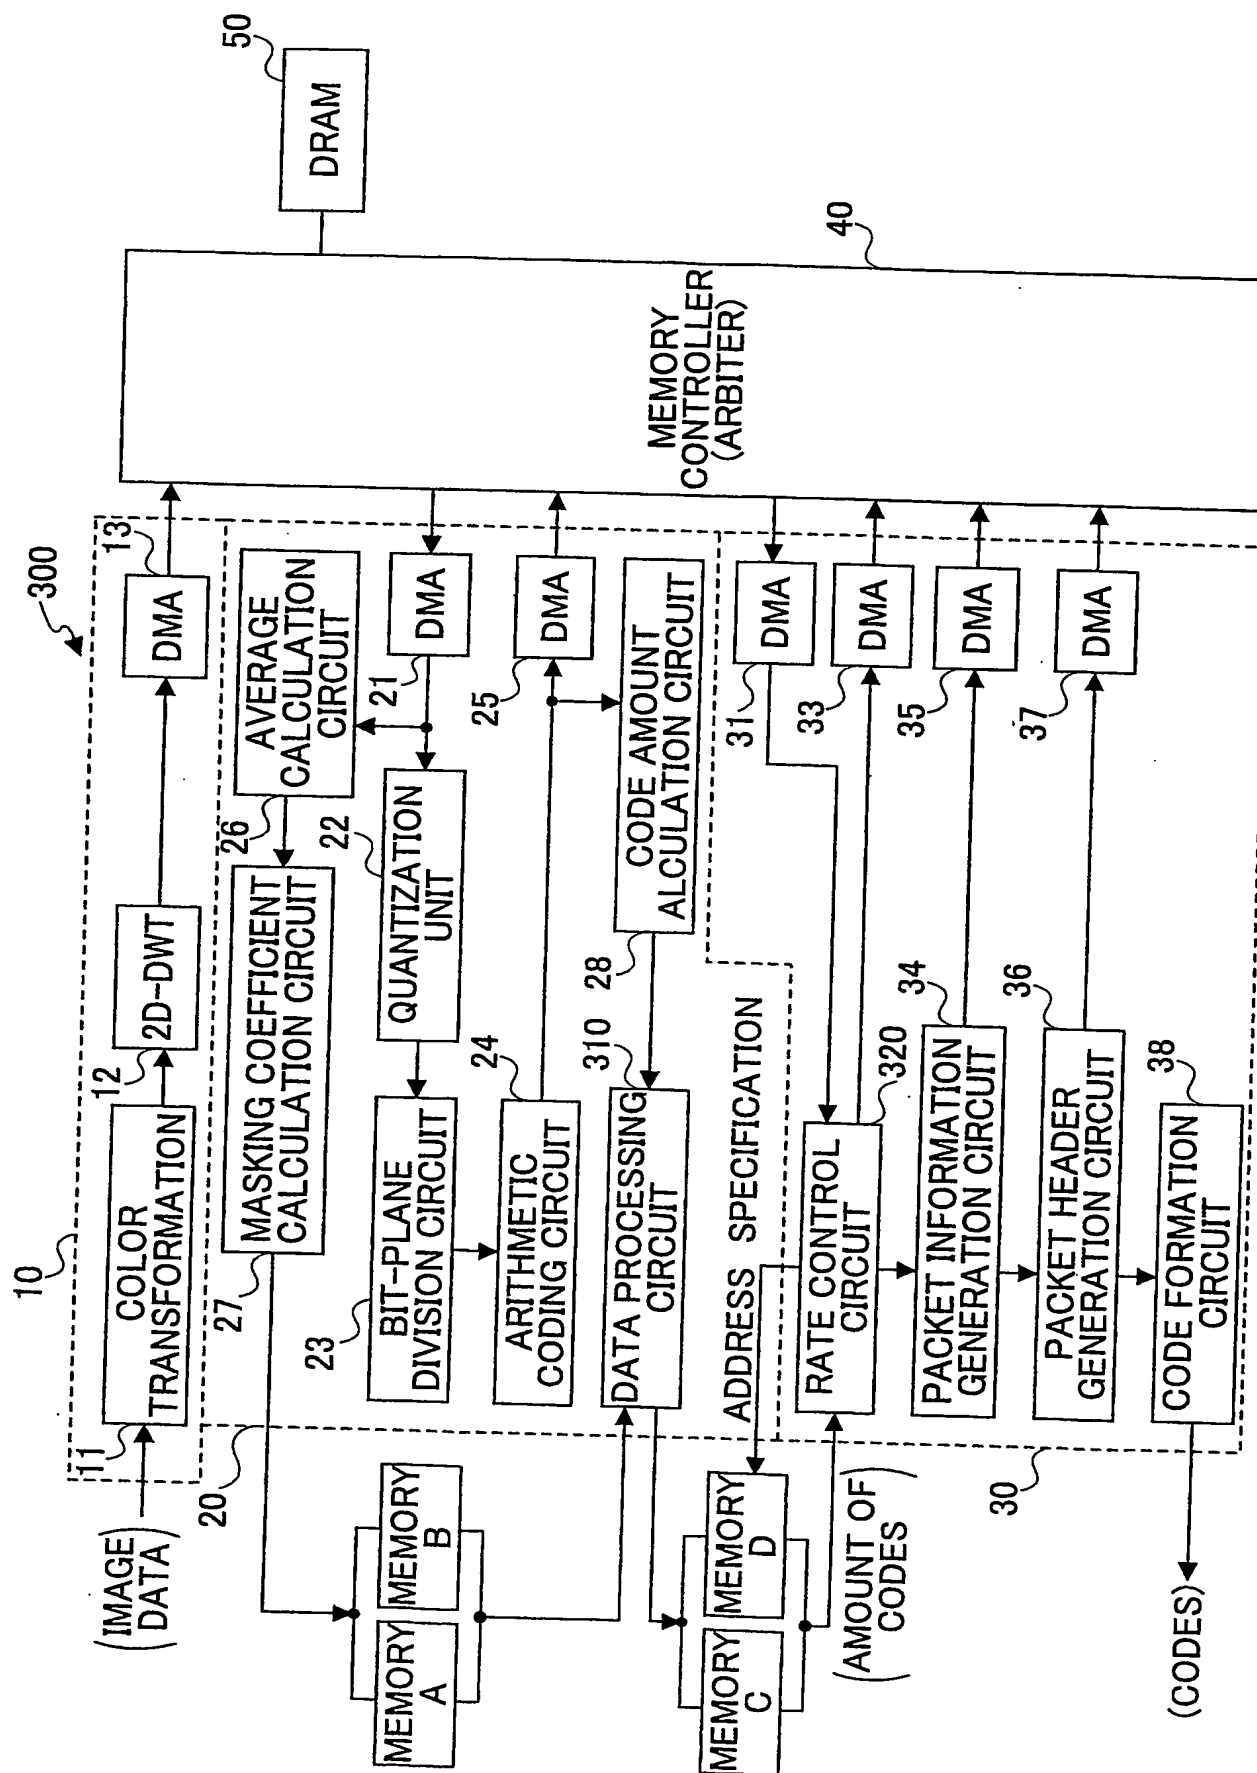 300
10
(IMAGE
DATA)
11
COLOR
TRANSFORMATION
12
2D-DWT
13
DMA
50
DRAM
40
MEMORY
CONTROLLER
(ARBITER)
20
27
MASKING COEFFICIENT
CALCULATION CIRCUIT
26
AVERAGE
CALCULATION
CIRCUIT
21
DMA
22
QUANTIZATION
UNIT
23
BIT-PLANE
DIVISION CIRCUIT
24
ARITHMETIC
CODING CIRCUIT
25
DMA
28
CODE AMOUNT
ALCULATION CIRCUIT
310
DATA PROCESSING
CIRCUIT
MEMORY
A
MEMORY
B
MEMORY
C
MEMORY
D
ADDRESS SPECIFICATION
(AMOUNT OF
CODES)
30
31
DMA
320
RATE CONTROL
CIRCUIT
33
DMA
34
PACKET INFORMATION
GENERATION CIRCUIT
35
DMA
36
PACKET HEADER
GENERATION CIRCUIT
37
DMA
38
CODE FORMATION
CIRCUIT
(CODES)